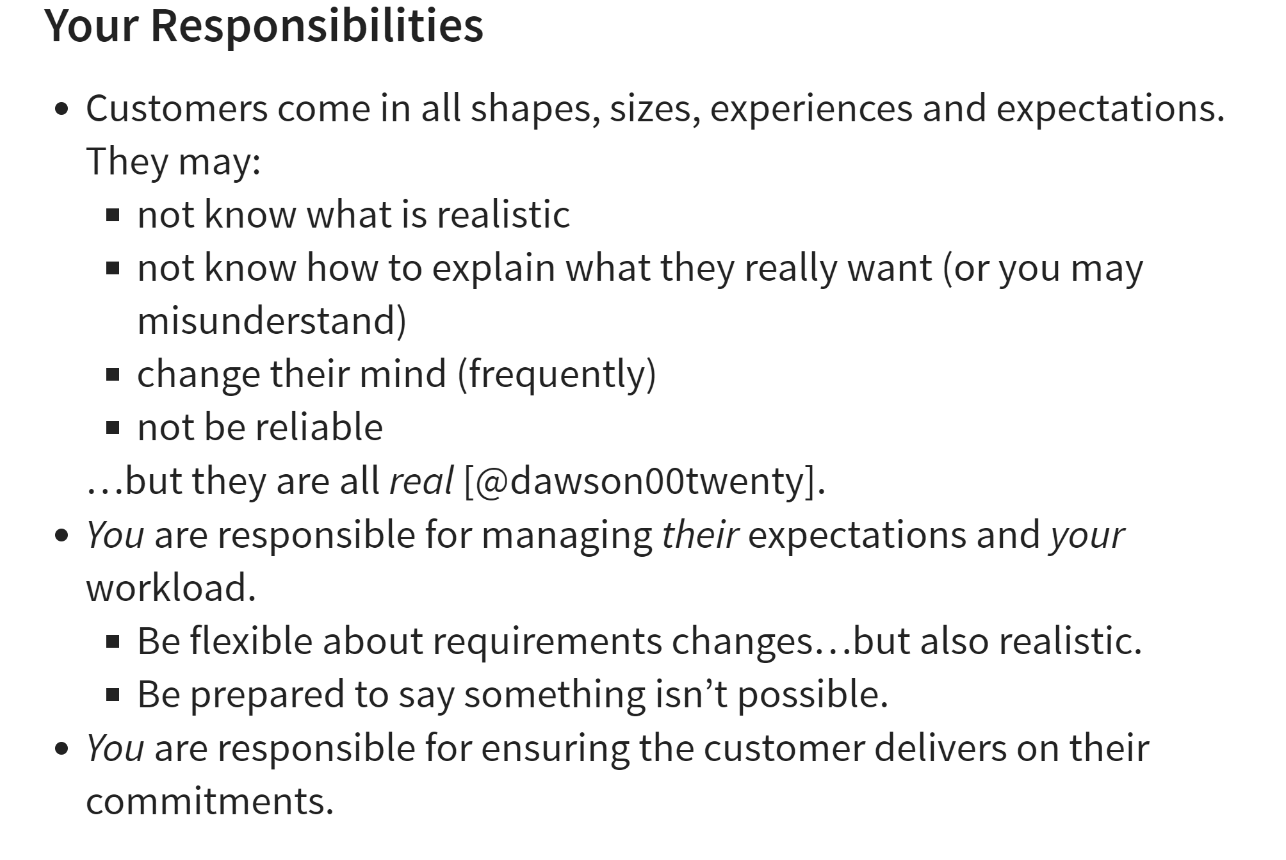 Your Responsibilities
• Customers come in all shapes, sizes, experiences and expectations.
They may:
▪ not know what is realistic
▪ not know how to explain what they really want (or you may
misunderstand)
▪ change their mind (frequently)
▪ not be reliable
…but they are all real [@dawson00twenty].
• You are responsible for managing their expectations and your
workload.
▪ Be flexible about requirements changes…but also realistic.
▪ Be prepared to say something isn’t possible.
• You are responsible for ensuring the customer delivers on their
commitments.